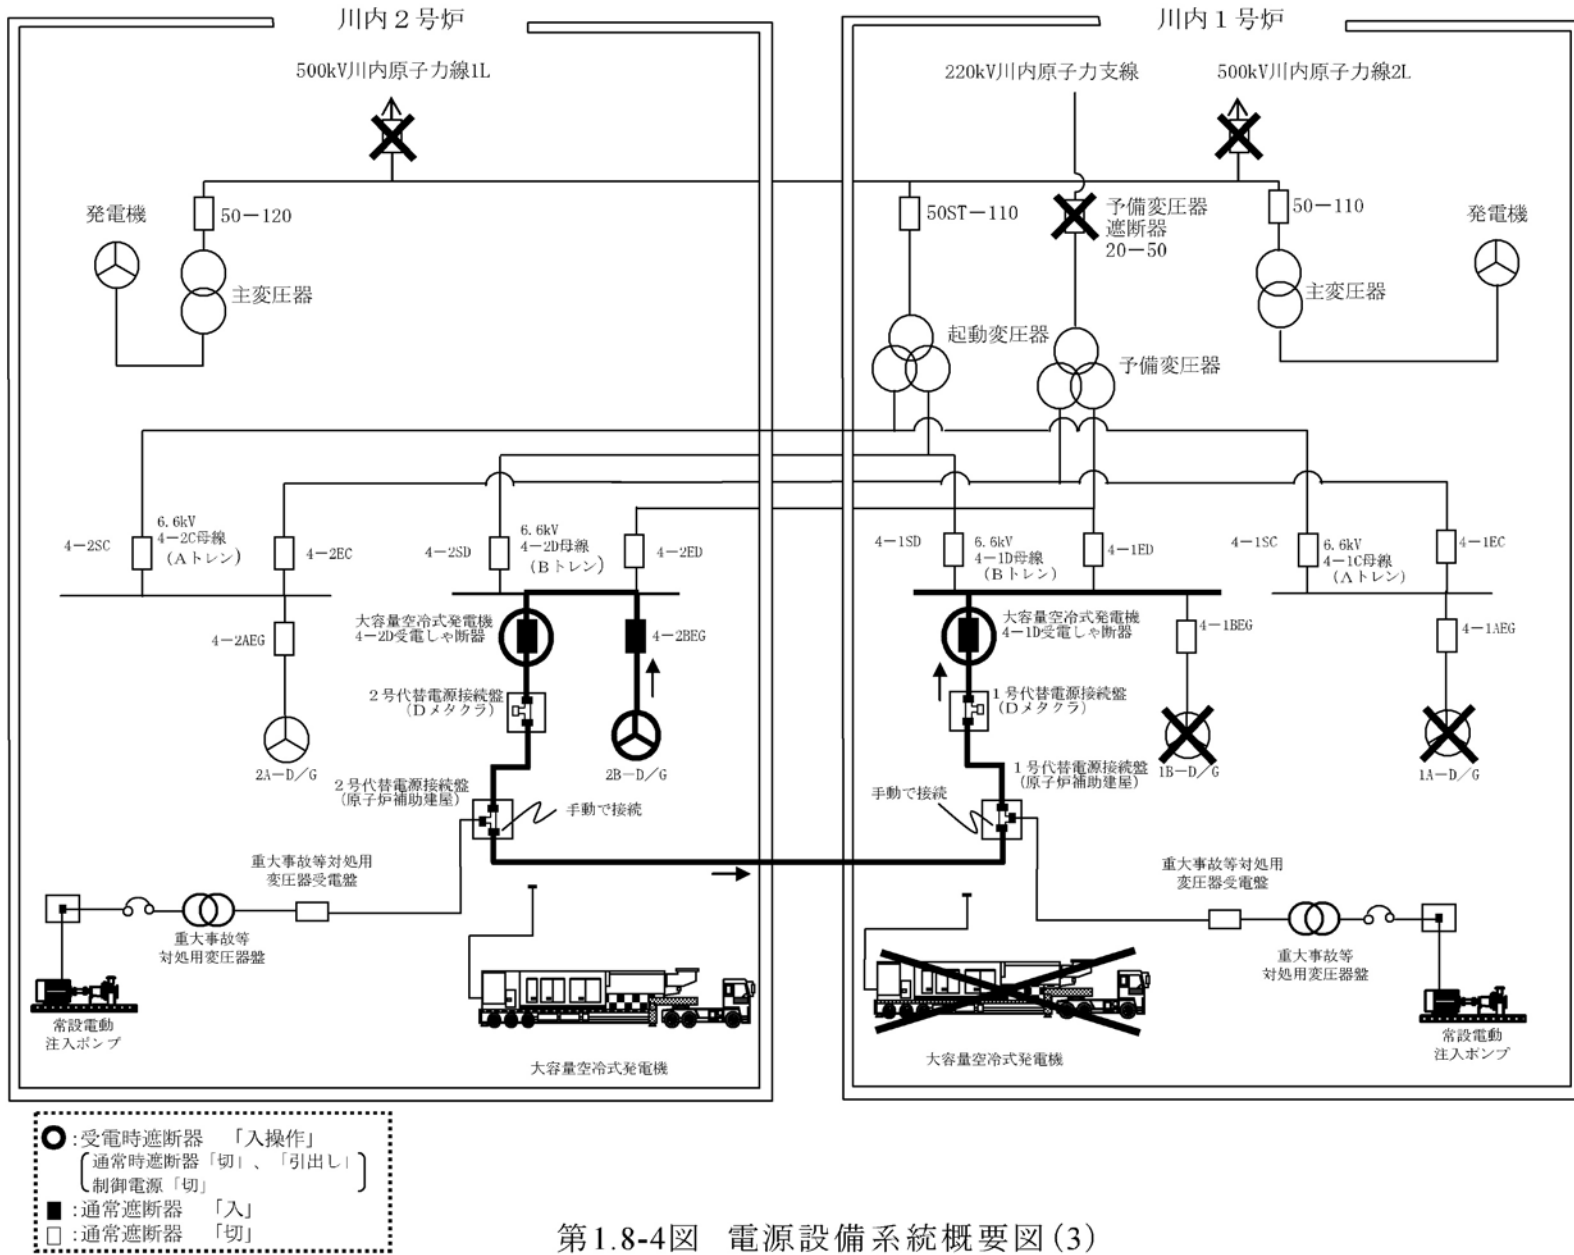 川内２号炉
川内１号炉
500kV川内原子力線1L
220kV川内原子力支線
500kV川内原子力線2L
発電機
50－120
主変圧器
50ST－110
予備変圧器
遮断器
20－50
50－110
発電機
主変圧器
起動変圧器
予備変圧器
4－2SC
6.6kV
4－2C母線
(Ａトレン)
4－2EC
4－2SD
6.6kV
4－2D母線
(Ｂトレン)
4－2ED
4－1SD
6.6kV
4－1D母線
(Ｂトレン)
4－1ED
4－1SC
6.6kV
4－1C母線
(Ａトレン)
4－1EC
4－2AEG
大容量空冷式発電機
4－2D受電しゃ断器
4－2BEG
大容量空冷式発電機
4－1D受電しゃ断器
4－1BEG
4－1AEG
２号代替電源接続盤
(Ｄメタクラ)
１号代替電源接続盤
(Ｄメタクラ)
2A－D／G
2B－D／G
1B－D／G
1A－D／G
２号代替電源接続盤
(原子炉補助建屋)
手動で接続
１号代替電源接続盤
(原子炉補助建屋)
手動で接続
重大事故等対処用
変圧器受電盤
重大事故等対処用
変圧器受電盤
重大事故等
対処用変圧器盤
重大事故等
対処用変圧器盤
常設電動
注入ポンプ
大容量空冷式発電機
大容量空冷式発電機
常設電動
注入ポンプ
:受電時遮断器　「入操作」
通常時遮断器「切」、「引出し」
制御電源「切」
:通常遮断器　「入」
:通常遮断器　「切」
第1.8-4図　電源設備系統概要図(3)